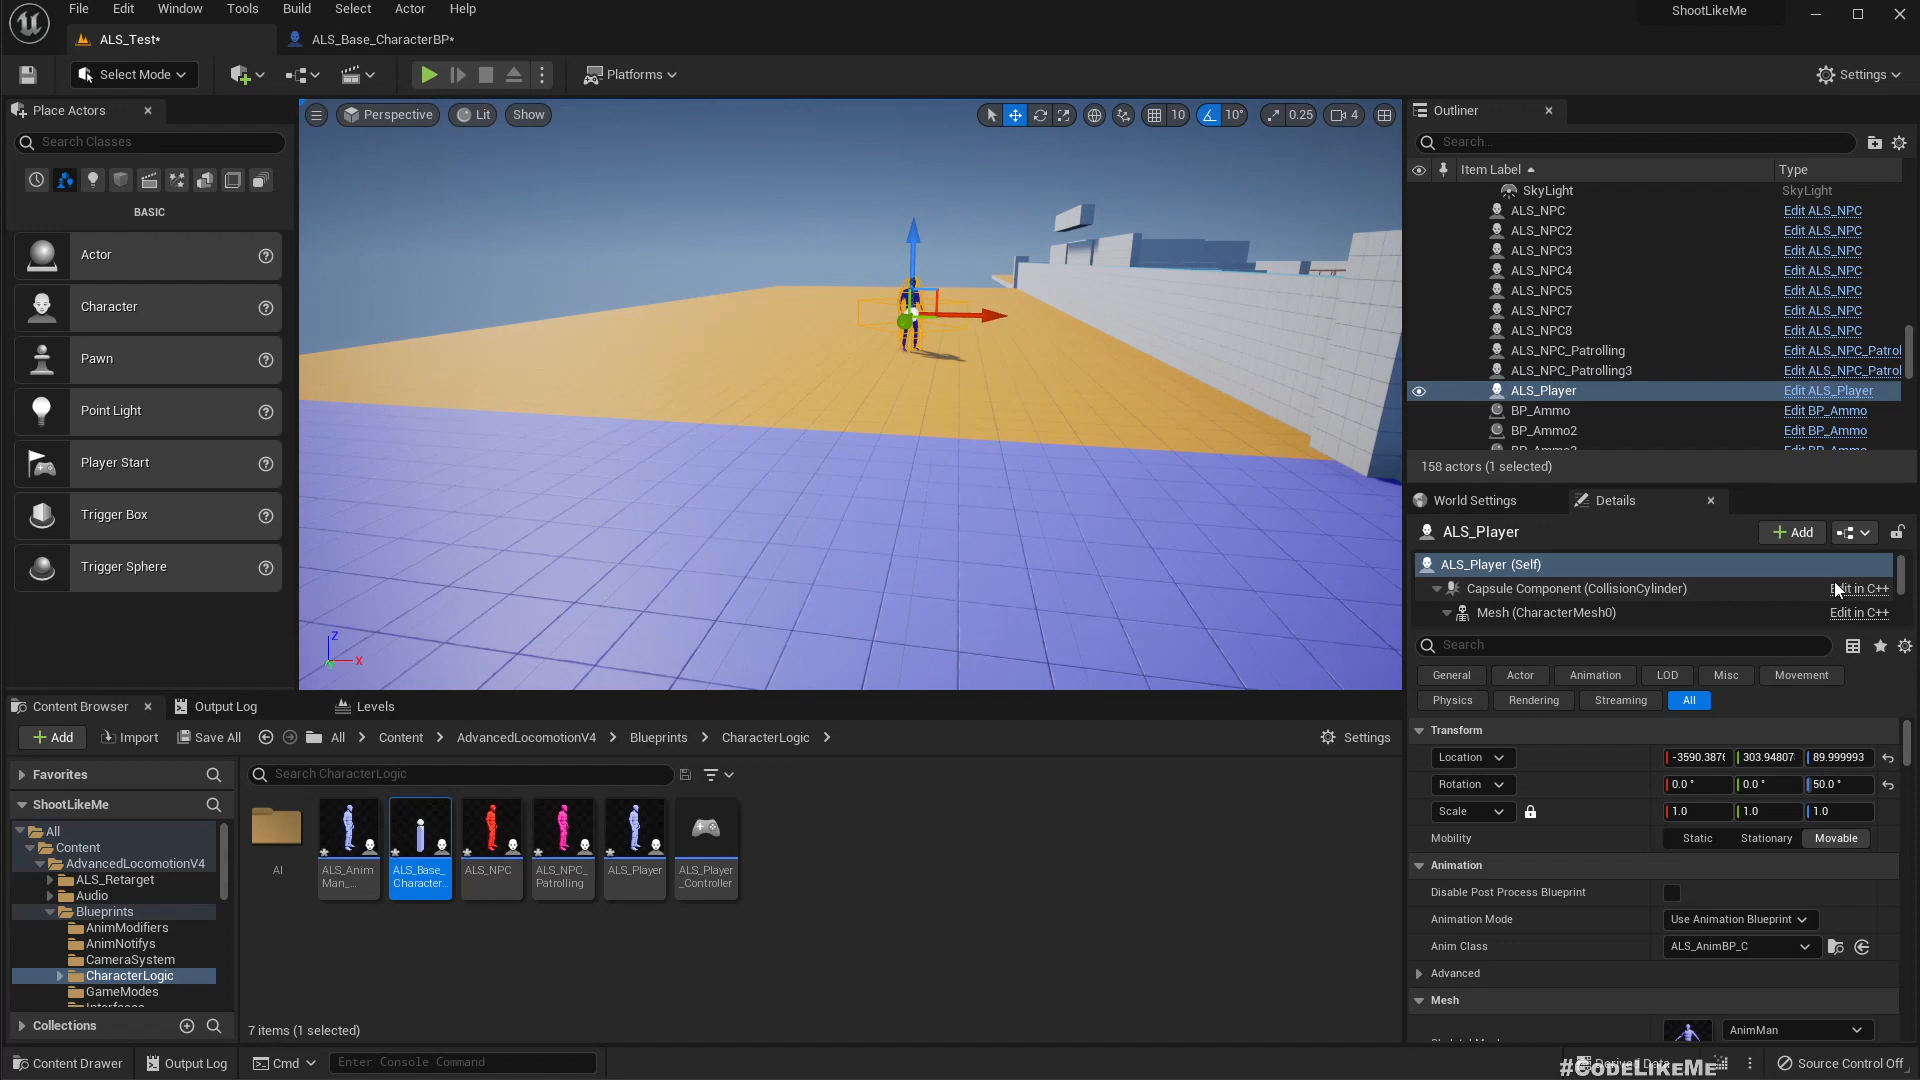 File Edit Window Tools Build Select Actor Help
ShootLikeMe
ALS_Test*
ALS_Base_CharacterBP*
Select Mode
Platforms
Settings
Place Actors
Search Classes
BASIC
Actor
Character
Pawn
Point Light
Player Start
Trigger Box
Trigger Sphere
Perspective
Lit
Show
10
10°
0.25
4
Outliner
Search...
Item Label
Type
SkyLight SkyLight
ALS_NPC Edit ALS_NPC
ALS_NPC2 Edit ALS_NPC
ALS_NPC3 Edit ALS_NPC
ALS_NPC4 Edit ALS_NPC
ALS_NPC5 Edit ALS_NPC
ALS_NPC7 Edit ALS_NPC
ALS_NPC8 Edit ALS_NPC
ALS_NPC_Patrolling Edit ALS_NPC_Patrol
ALS_NPC_Patrolling3 Edit ALS_NPC_Patrol
ALS_Player Edit ALS_Player
BP_Ammo Edit BP_Ammo
BP_Ammo2 Edit BP_Ammo
158 actors (1 selected)
World Settings
Details
ALS_Player
Add
ALS_Player (Self)
Capsule Component (CollisionCylinder) Edit in C++
Mesh (CharacterMesh0) Edit in C++
Search
General Actor Animation LOD Misc Movement
Physics Rendering Streaming All
Transform
Location -3590.387 303.94807 89.999993
Rotation 0.0° 0.0° 50.0°
Scale 1.0 1.0 1.0
Mobility Static Stationary Movable
Animation
Disable Post Process Blueprint
Animation Mode Use Animation Blueprint
Anim Class ALS_AnimBP_C
Advanced
Mesh
AnimMan
Z
X
Content Browser
Output Log
Levels
Add
Import
Save All
All
Content
AdvancedLocomotionV4
Blueprints
CharacterLogic
Settings
Favorites
ShootLikeMe
All
Content
AdvancedLocomotionV4
ALS_Retarget
Audio
Blueprints
AnimModifiers
AnimNotifys
CameraSystem
CharacterLogic
GameModes
Collections
Search CharacterLogic
AI
ALS_Anim
Man_...
ALS_Base_
Character...
ALS_NPC
ALS_NPC_
Patrolling
ALS_Player
ALS_Player
_Controller
7 items (1 selected)
Content Drawer
Output Log
Cmd
Enter Console Command
Derived Data
#CODELIKEME
Source Control Off